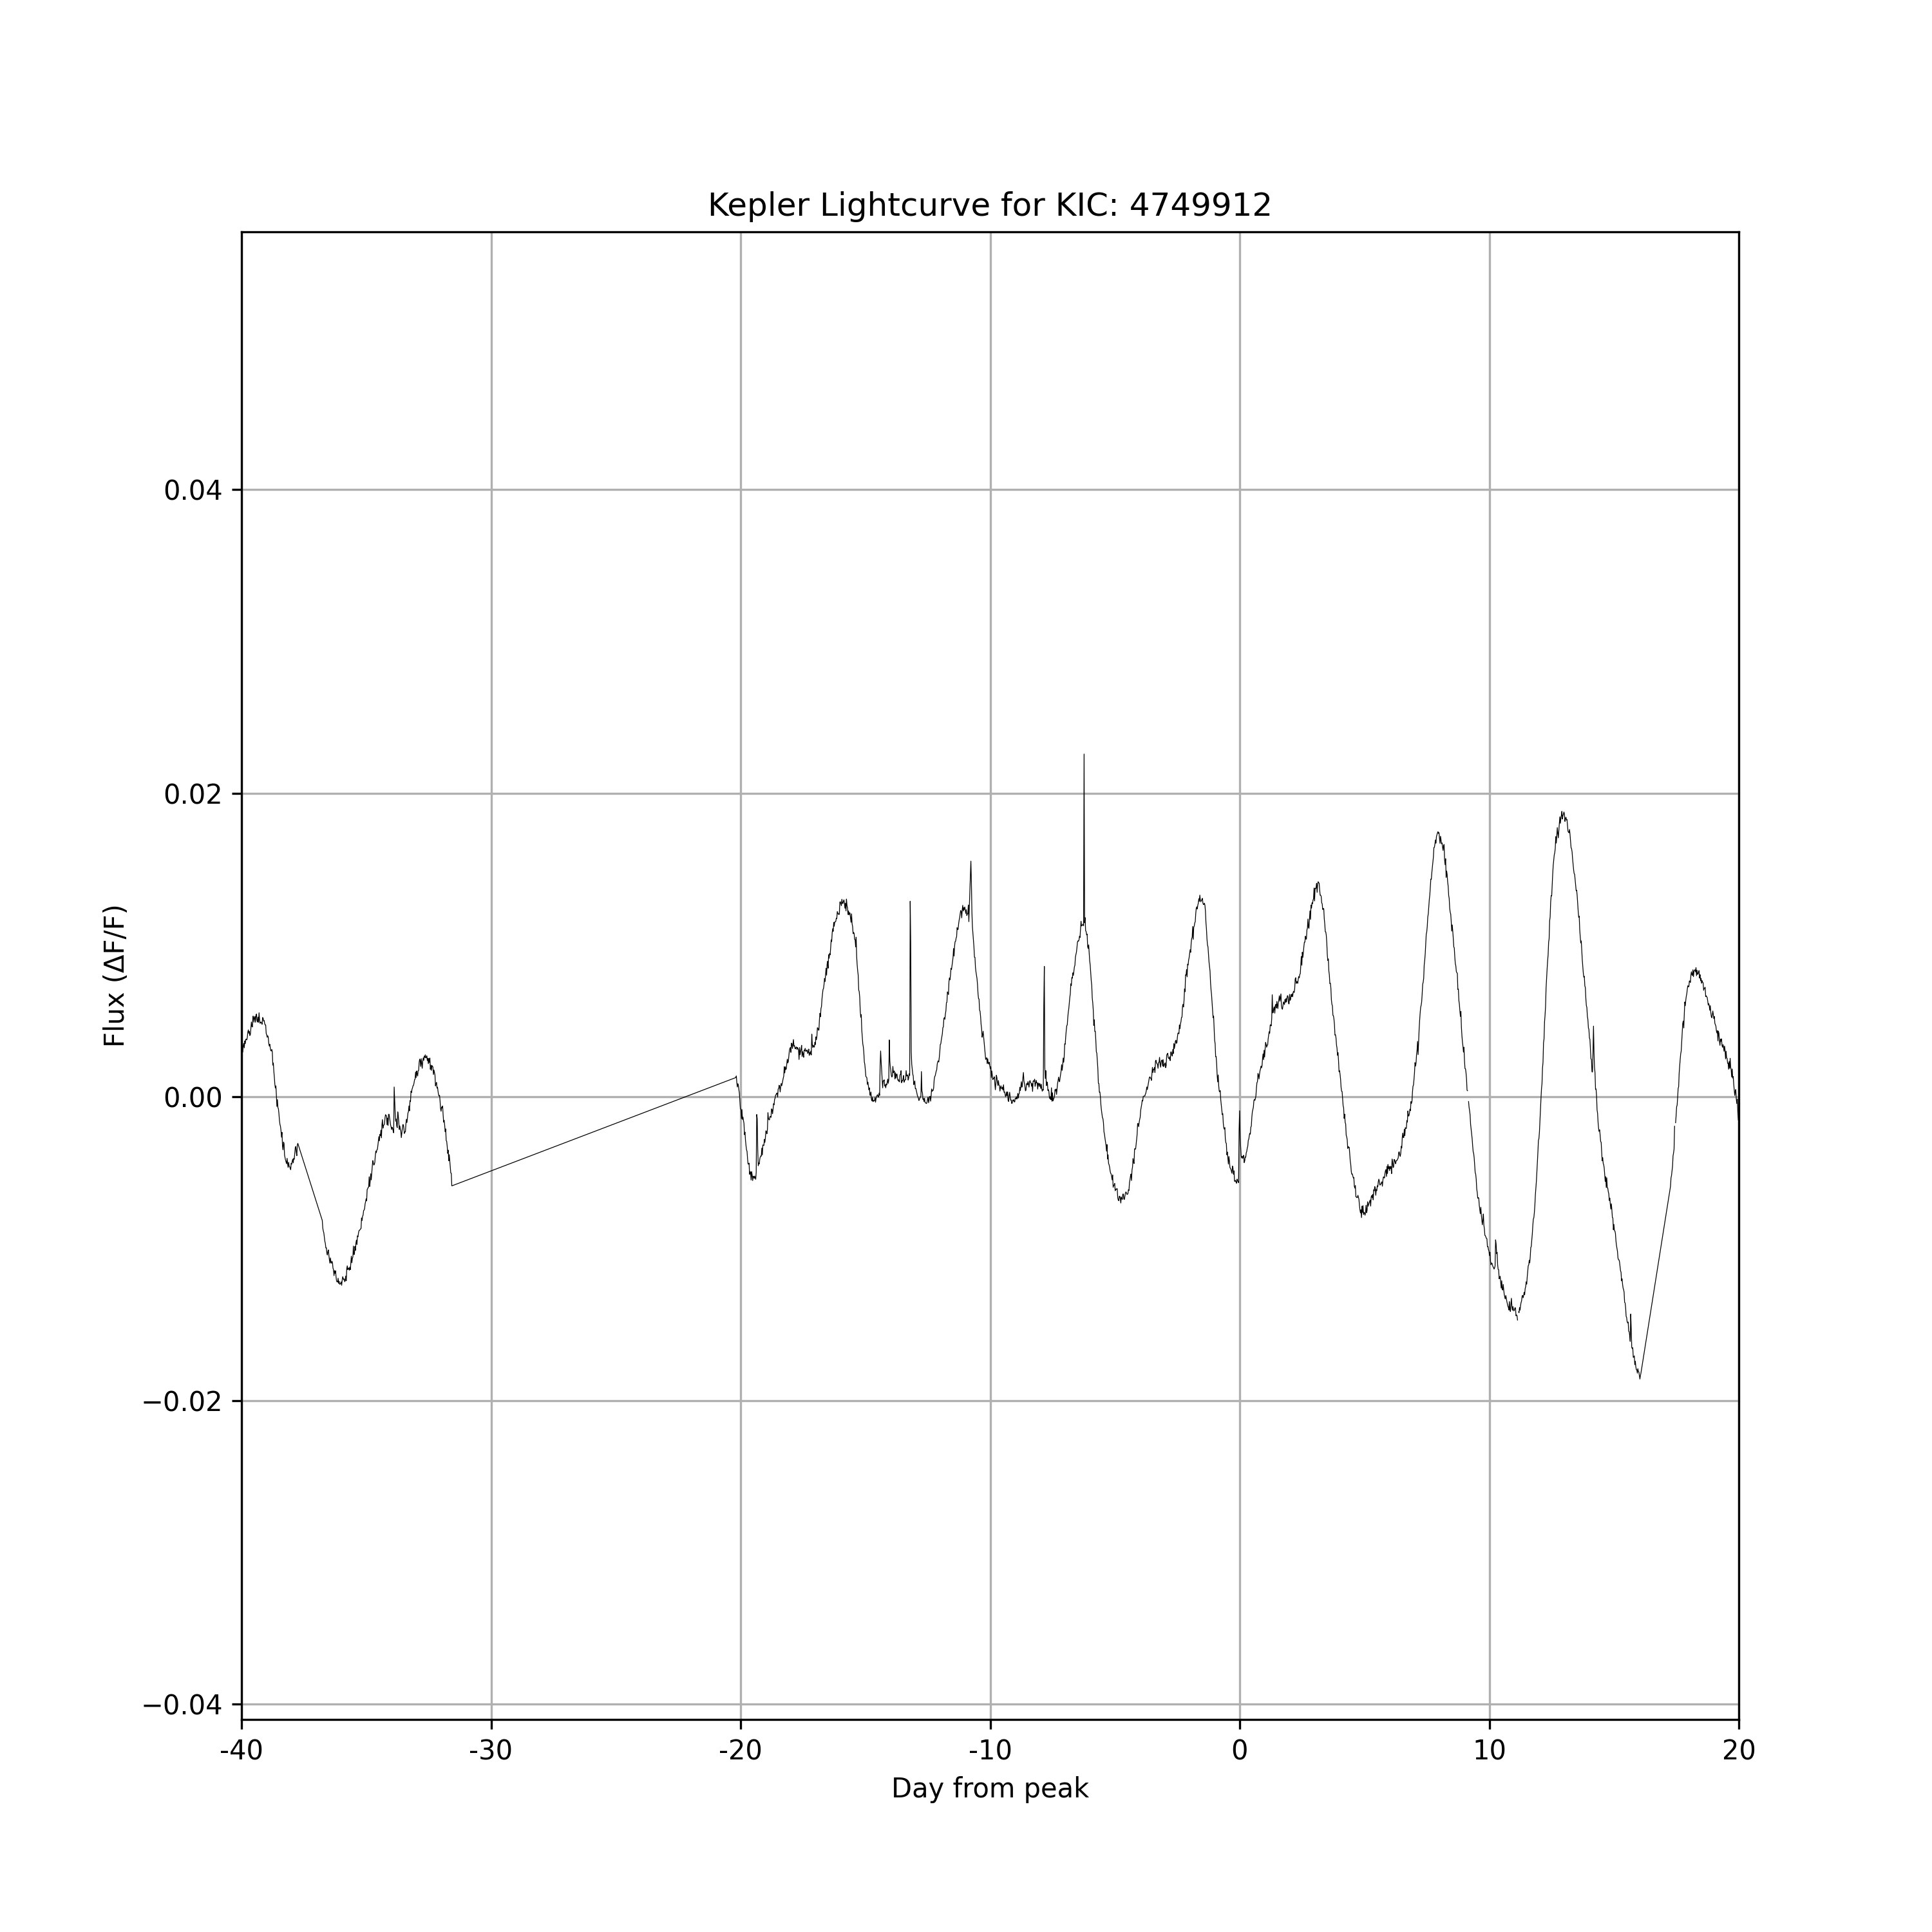 Kepler Lightcurve for KIC: 4749912
Flux (ΔF/F)
0.04
0.02
0.00
−0.02
−0.04
-40 -30 -20 -10 0 10 20
Day from peak